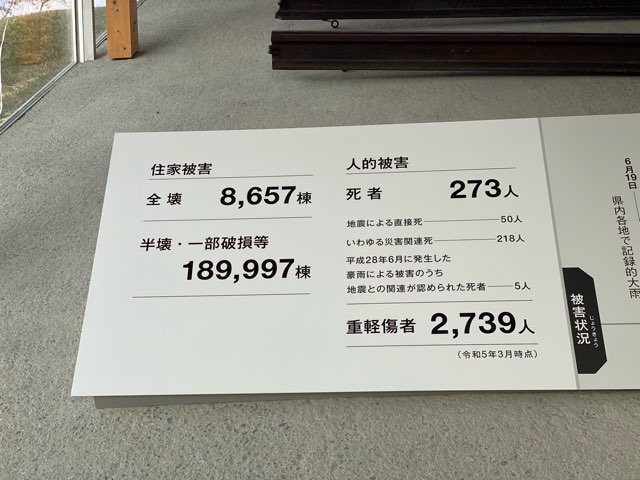 住家被害
全壊 8,657棟
半壊・一部破損等
189,997棟
人的被害
死者 273人
地震による直接死 50人
いわゆる災害関連死 218人
平成28年6月に発生した
豪雨による被害のうち
地震との関連が認められた死者 5人
重軽傷者 2,739人
（令和5年3月時点）
6月19日
県内各地で記録的大雨
被害状況
じょうきょう